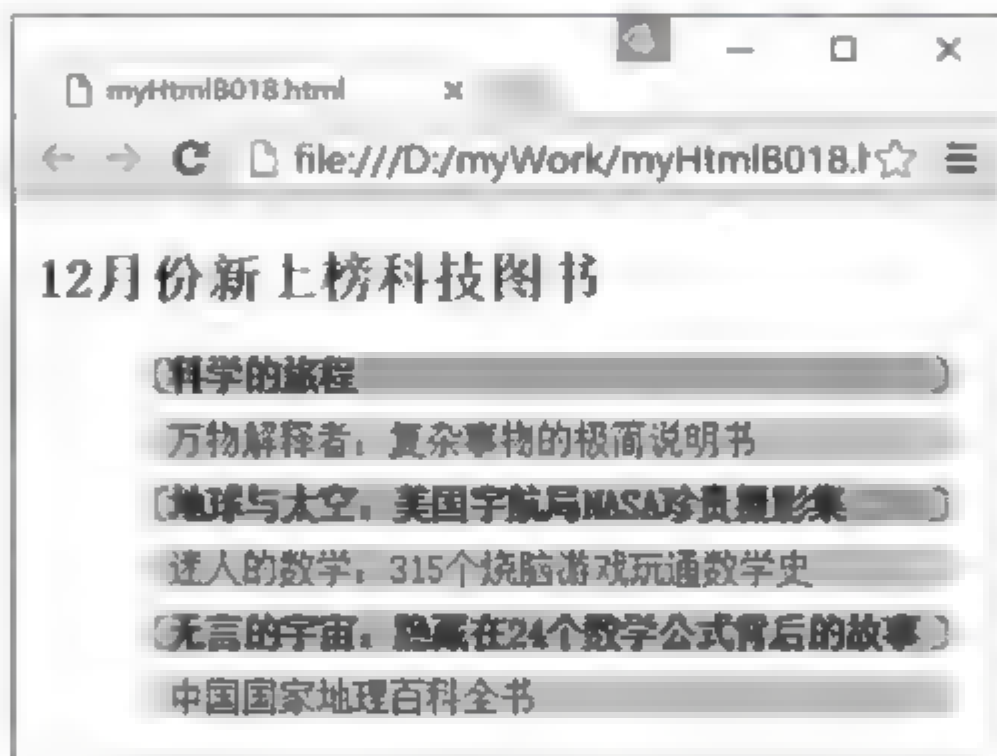 myHtmlB018.html
file:///D:/myWork/myHtmlB018.h
12月份新上榜科技图书
科学的旅程
万物解释者：复杂事物的极简说明书
地球与太空：美国宇航局NASA珍贵摄影集
迷人的数学：315个烧脑游戏玩通数学史
无言的宇宙：隐藏在24个数学公式背后的故事
中国国家地理百科全书